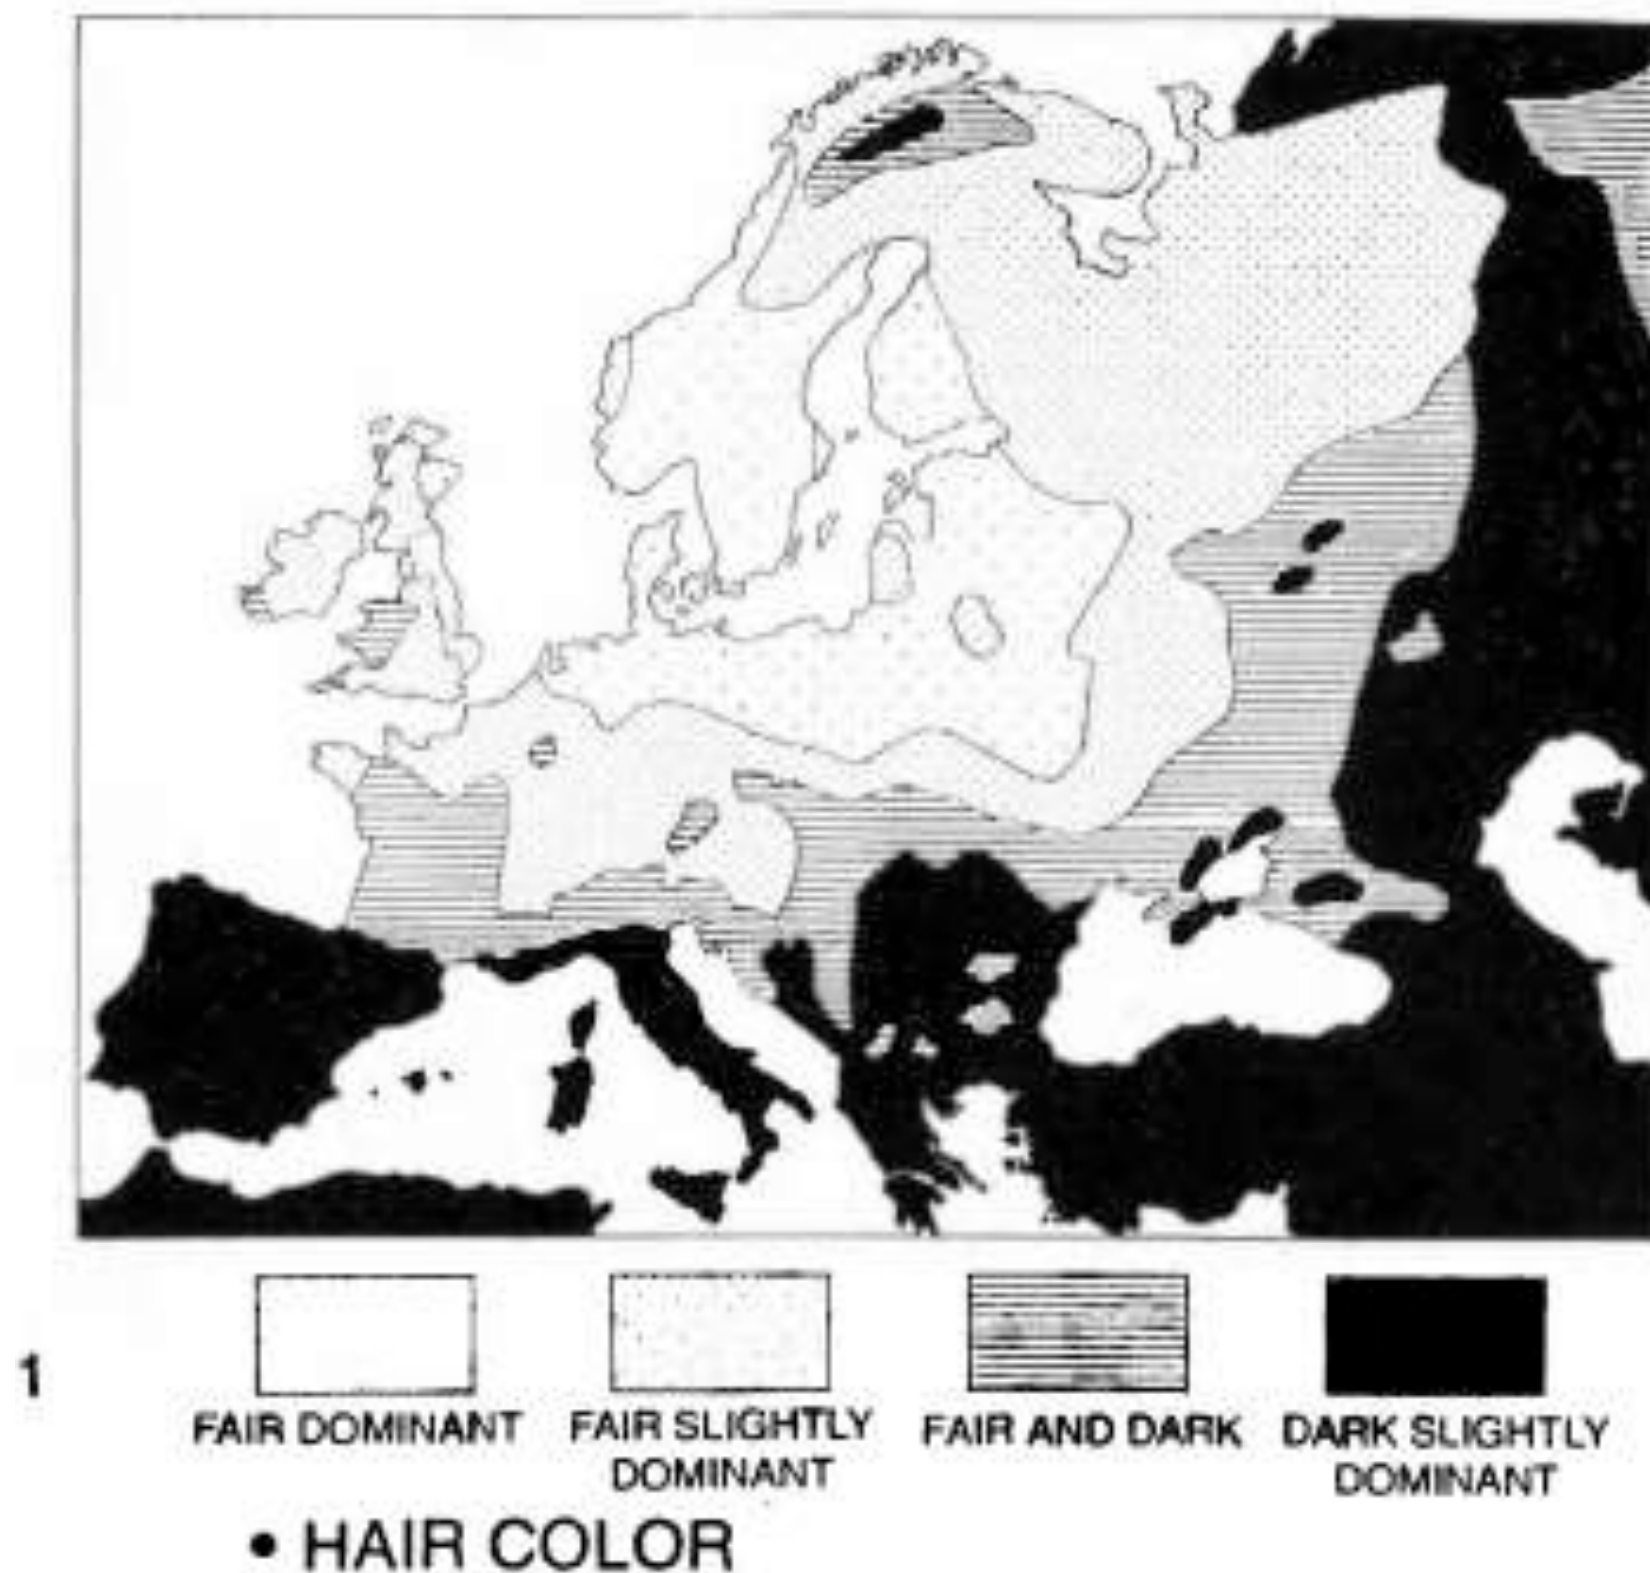 1
FAIR DOMINANT
FAIR SLIGHTLY
DOMINANT
FAIR AND DARK
DARK SLIGHTLY
DOMINANT
• HAIR COLOR